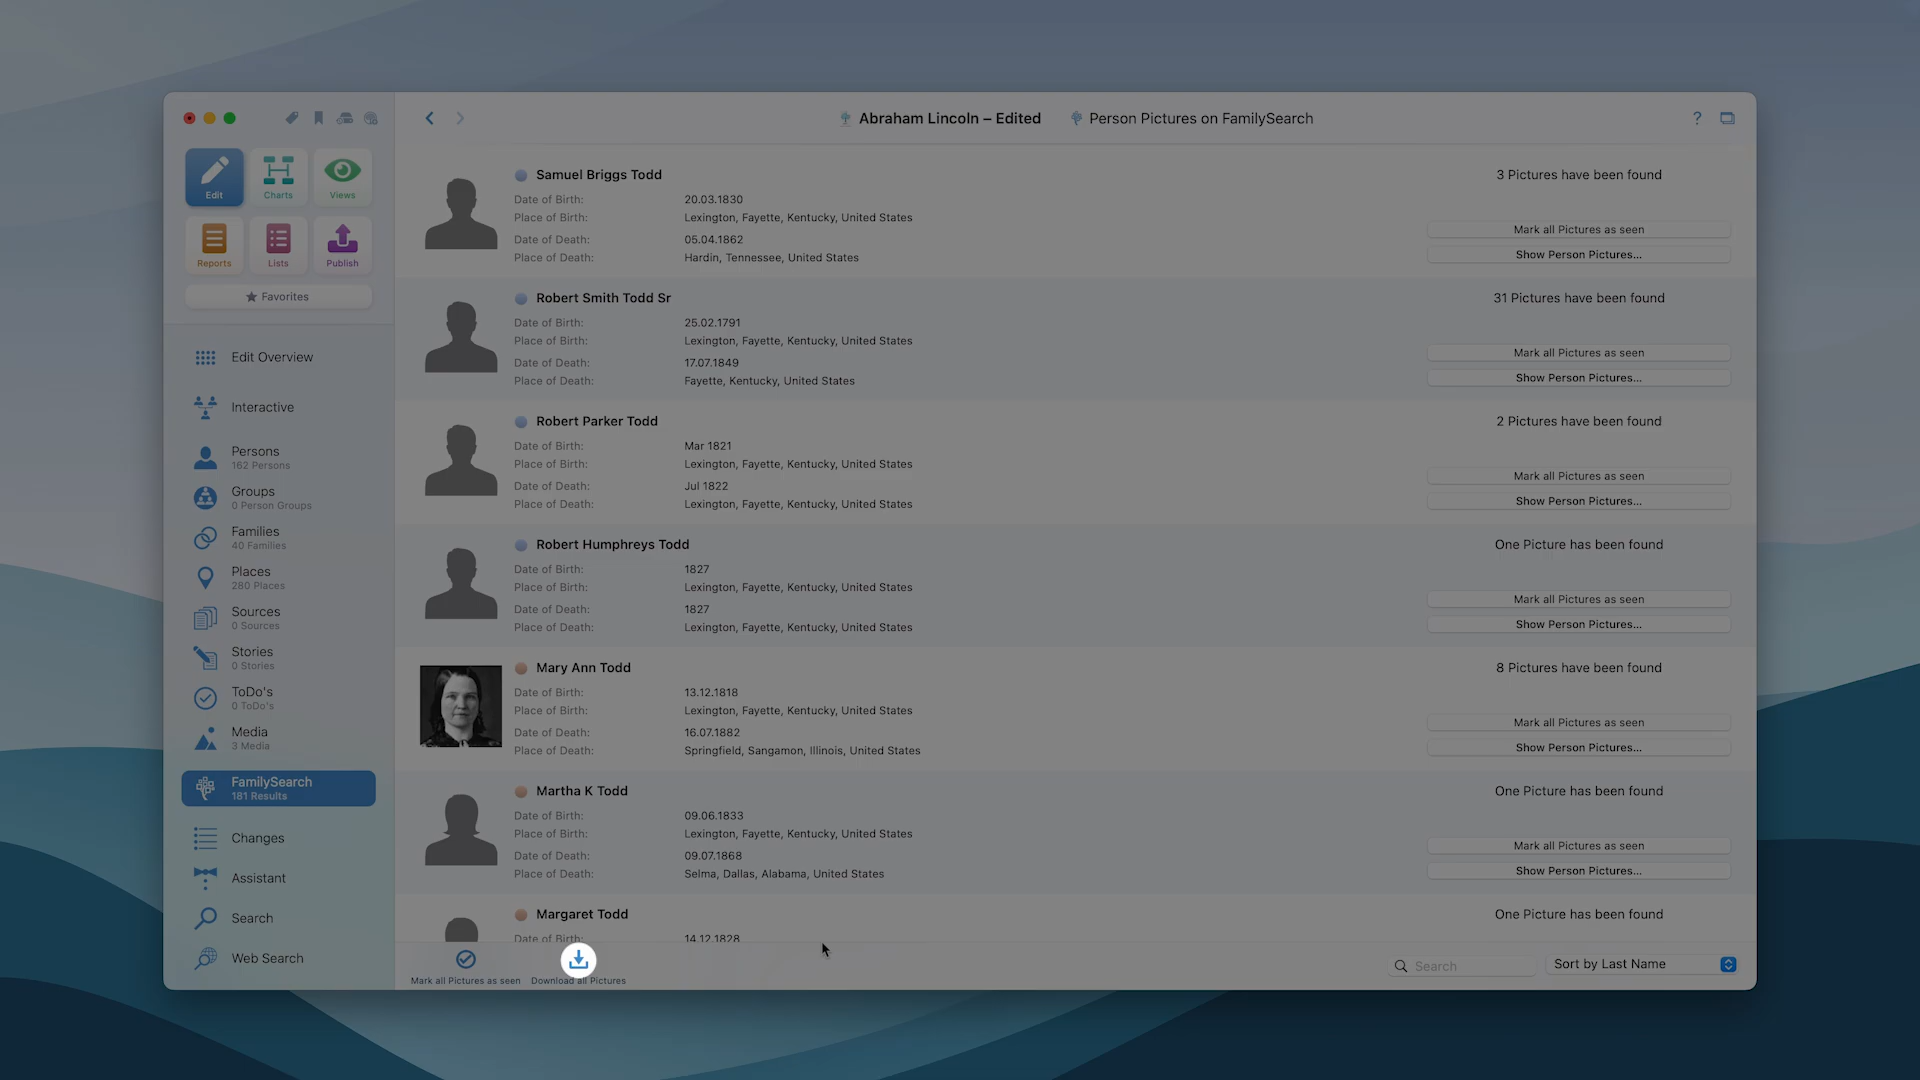 Abraham Lincoln – Edited
Person Pictures on FamilySearch
?
Edit
Charts
Views
Reports
Lists
Publish
Favorites
Edit Overview
Interactive
Persons
162 Persons
Groups
0 Person Groups
Families
40 Families
Places
280 Places
Sources
0 Sources
Stories
0 Stories
ToDo's
0 ToDo's
Media
3 Media
FamilySearch
181 Results
Changes
Assistant
Search
Web Search
Samuel Briggs Todd
3 Pictures have been found
Date of Birth: 20.03.1830
Place of Birth: Lexington, Fayette, Kentucky, United States
Mark all Pictures as seen
Date of Death: 05.04.1862
Place of Death: Hardin, Tennessee, United States
Show Person Pictures...
Robert Smith Todd Sr
31 Pictures have been found
Date of Birth: 25.02.1791
Place of Birth: Lexington, Fayette, Kentucky, United States
Mark all Pictures as seen
Date of Death: 17.07.1849
Place of Death: Fayette, Kentucky, United States
Show Person Pictures...
Robert Parker Todd
2 Pictures have been found
Date of Birth: Mar 1821
Place of Birth: Lexington, Fayette, Kentucky, United States
Mark all Pictures as seen
Date of Death: Jul 1822
Place of Death: Lexington, Fayette, Kentucky, United States
Show Person Pictures...
Robert Humphreys Todd
One Picture has been found
Date of Birth: 1827
Place of Birth: Lexington, Fayette, Kentucky, United States
Mark all Pictures as seen
Date of Death: 1827
Place of Death: Lexington, Fayette, Kentucky, United States
Show Person Pictures...
Mary Ann Todd
8 Pictures have been found
Date of Birth: 13.12.1818
Place of Birth: Lexington, Fayette, Kentucky, United States
Mark all Pictures as seen
Date of Death: 16.07.1882
Place of Death: Springfield, Sangamon, Illinois, United States
Show Person Pictures...
Martha K Todd
One Picture has been found
Date of Birth: 09.06.1833
Place of Birth: Lexington, Fayette, Kentucky, United States
Mark all Pictures as seen
Date of Death: 09.07.1868
Place of Death: Selma, Dallas, Alabama, United States
Show Person Pictures...
Margaret Todd
One Picture has been found
Date of Birth: 14.12.1828
Mark all Pictures as seen
Download all Pictures
Search
Sort by Last Name